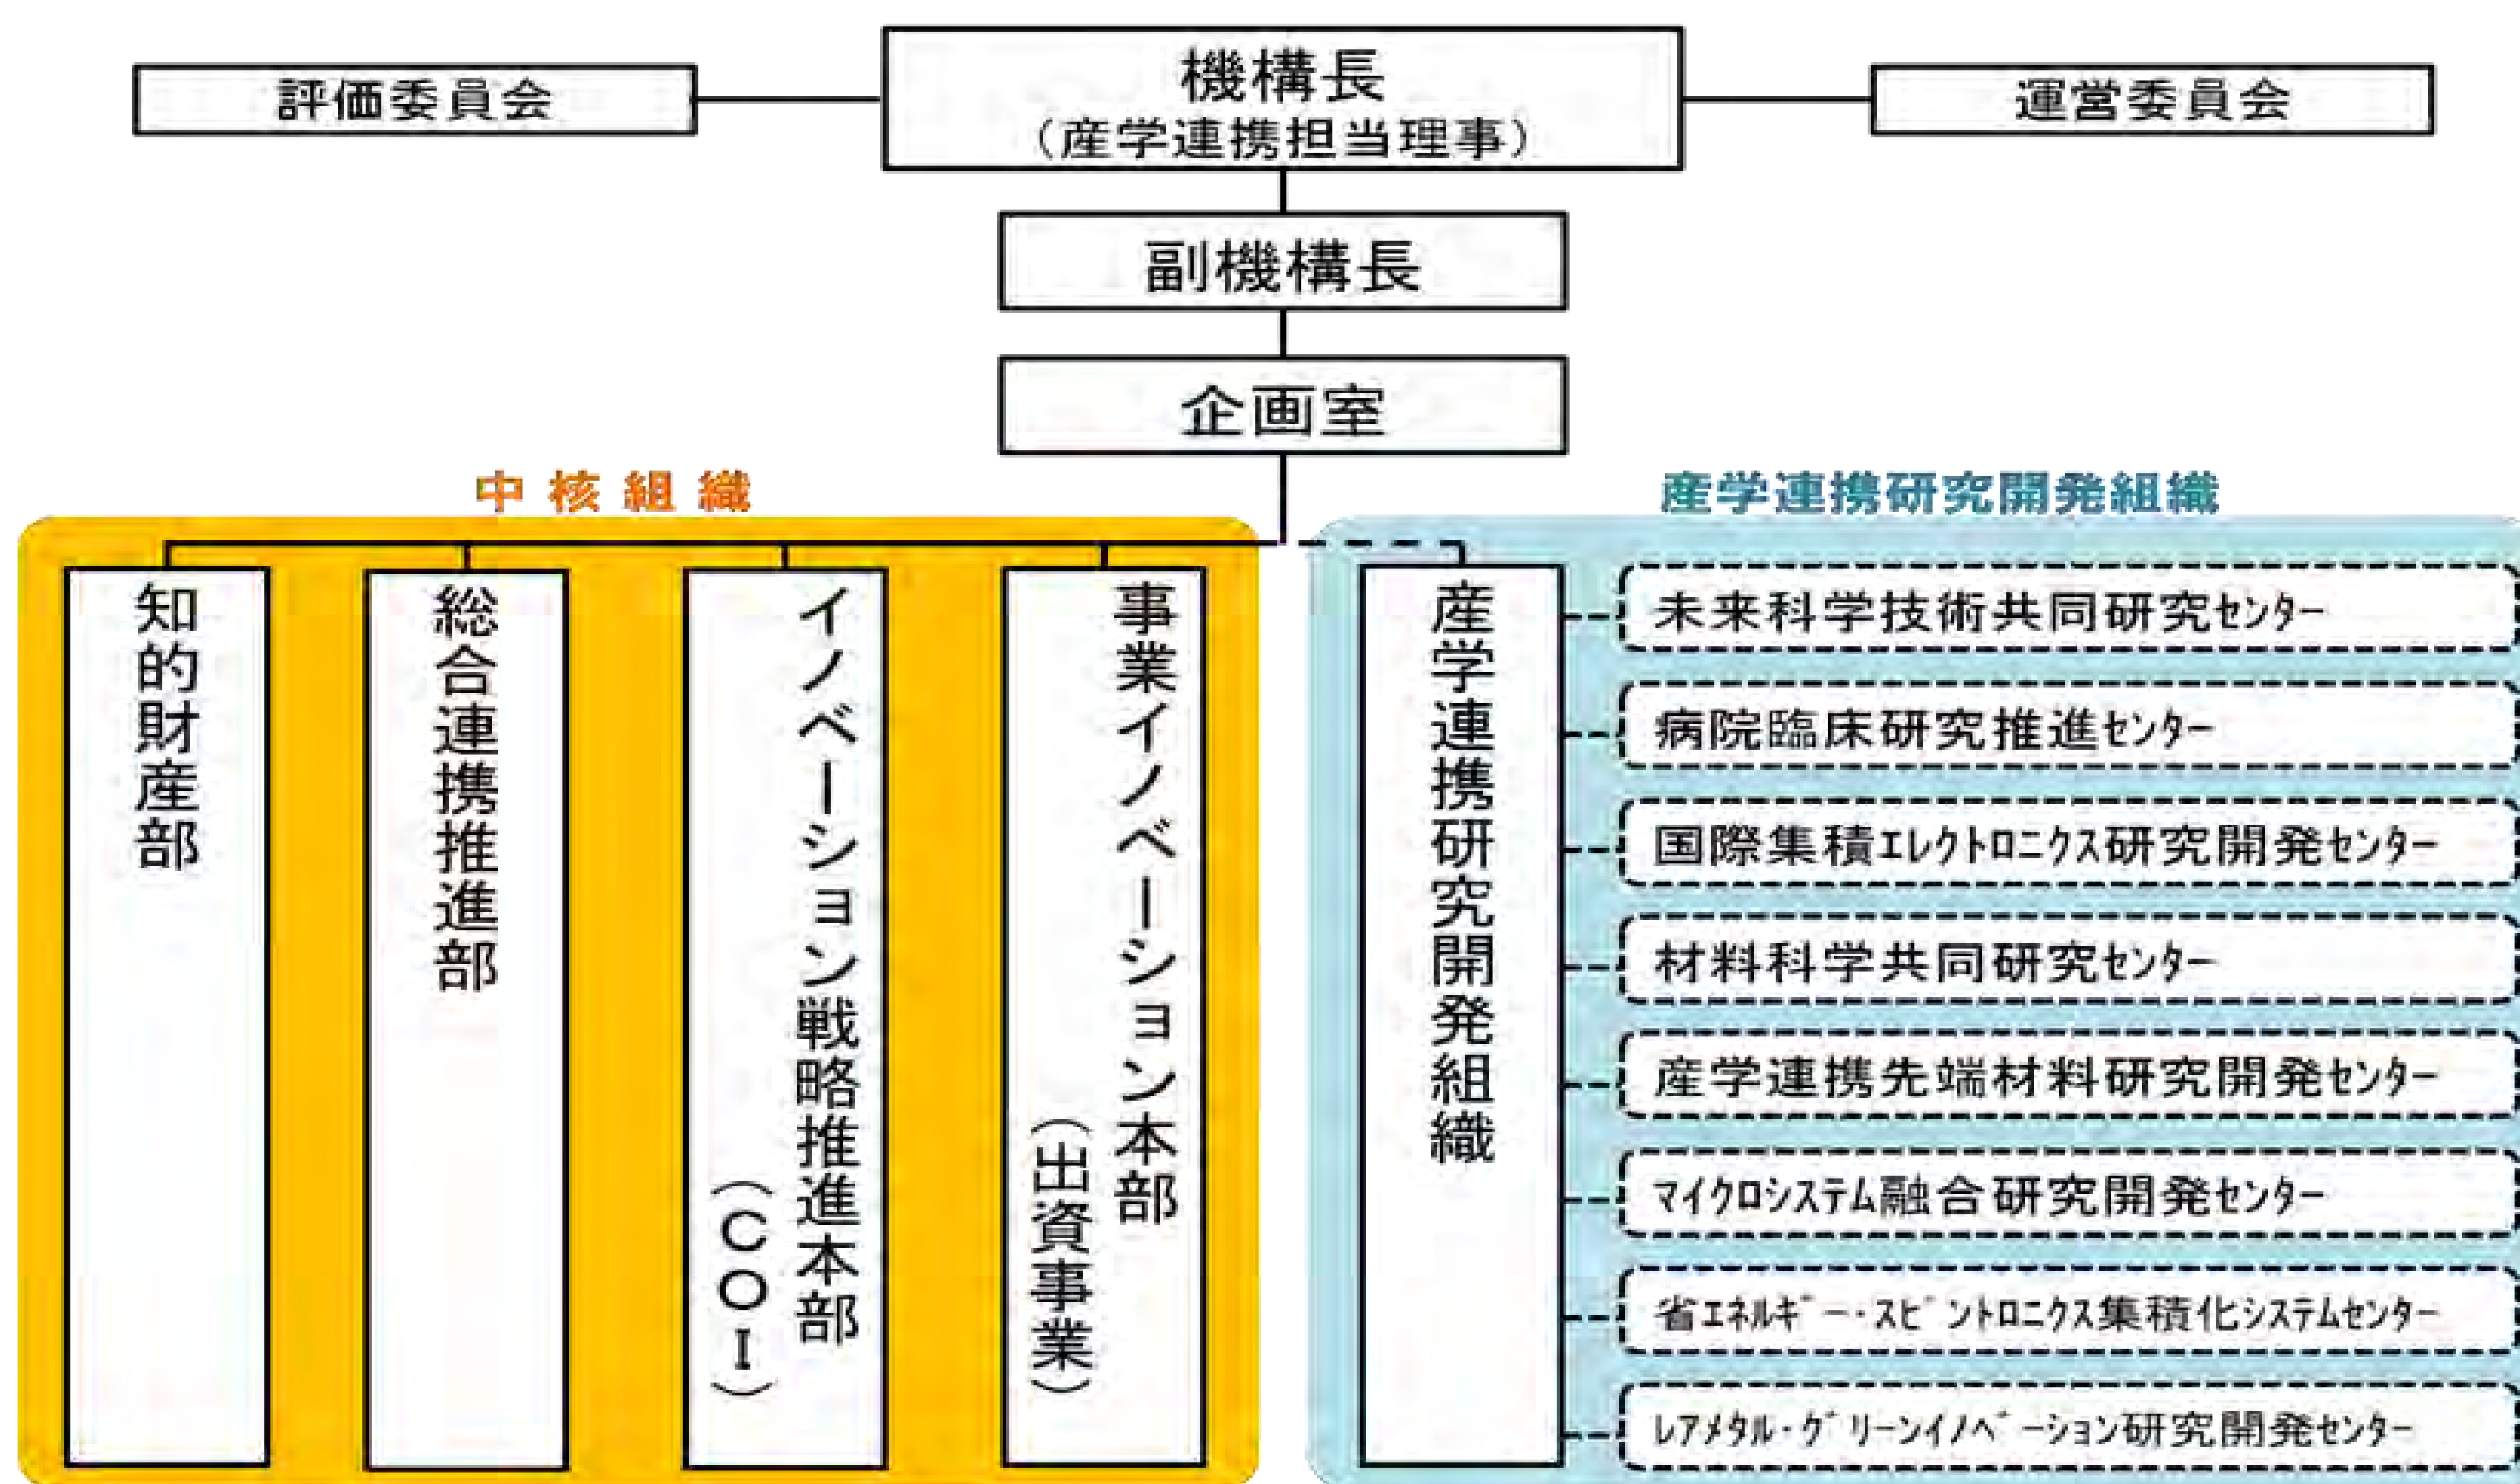 評価委員会
機構長
(産学連携担当理事)
運営委員会
副機構長
企画室
中核組織
知的財産部
総合連携推進部
イノベーション戦略推進本部
(COI)
事業イノベーション本部
(出資事業)
産学連携研究開発組織
産学連携研究開発組織
未来科学技術共同研究センター
病院臨床研究推進センター
国際集積エレクトロニクス研究開発センター
材料科学共同研究センター
産学連携先端材料研究開発センター
マイクロシステム融合研究開発センター
省エネルギー・スピントロニクス集積化システムセンター
レアメタル・グリーンイノベーション研究開発センター